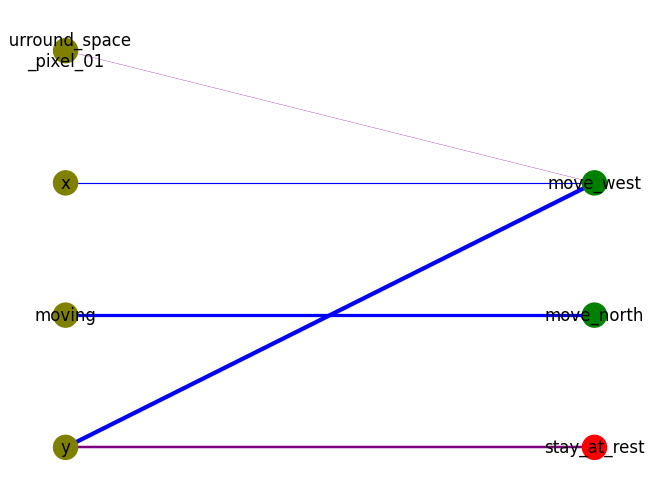 urround_space
_pixel_01
x
move_west
moving
move_north
y
stay_at_rest